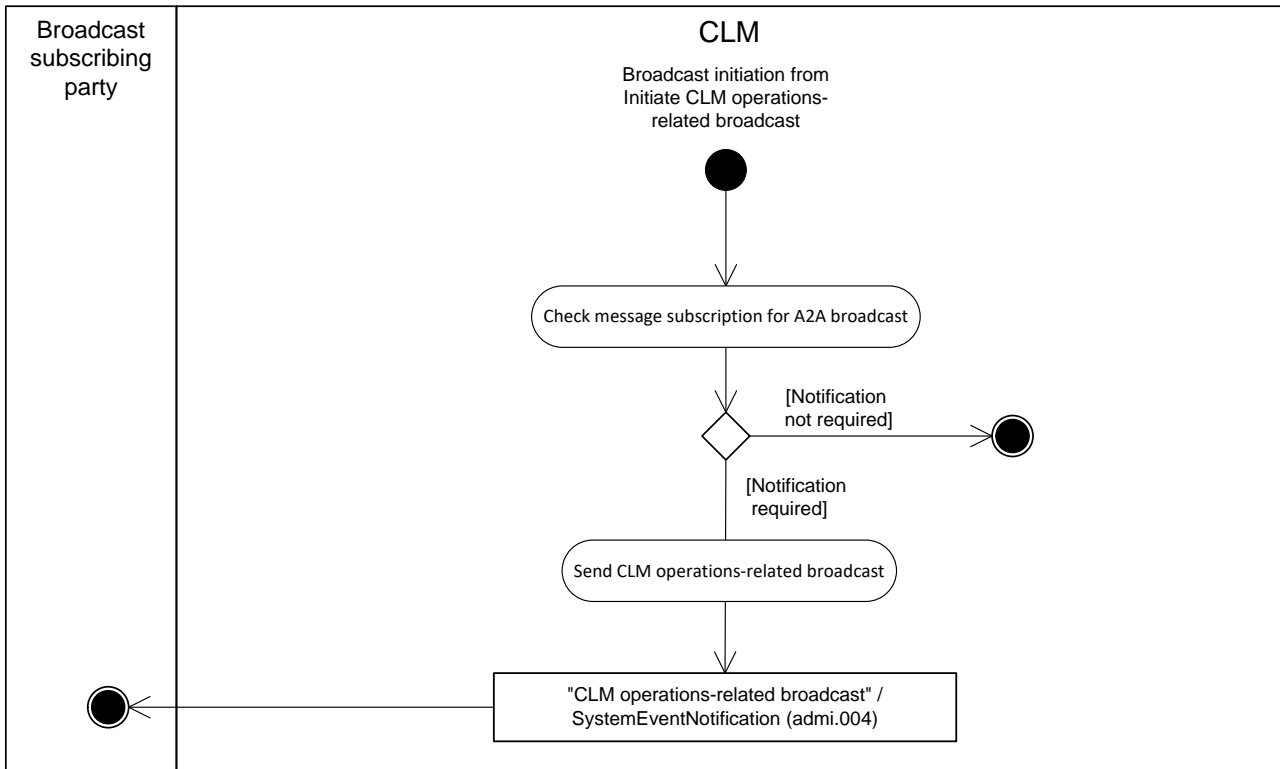 Broadcast
subscribing
party
CLM
Broadcast initiation from
Initiate CLM operations-
related broadcast
Check message subscription for A2A broadcast
[Notification
not required]
[Notification
required]
Send CLM operations-related broadcast
"CLM operations-related broadcast" /
SystemEventNotification (admi.004)